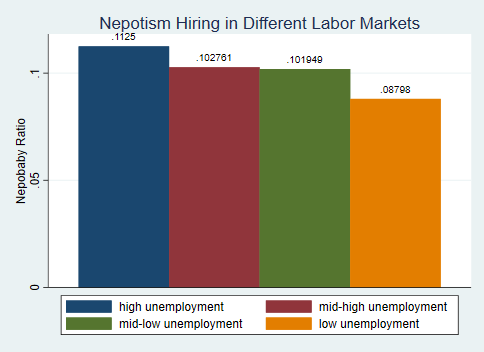 Nepotism Hiring in Different Labor Markets
.1125
.102761
.101949
.08798
.1
.05
0
Nepobaby Ratio
high unemployment
mid-high unemployment
mid-low unemployment
low unemployment